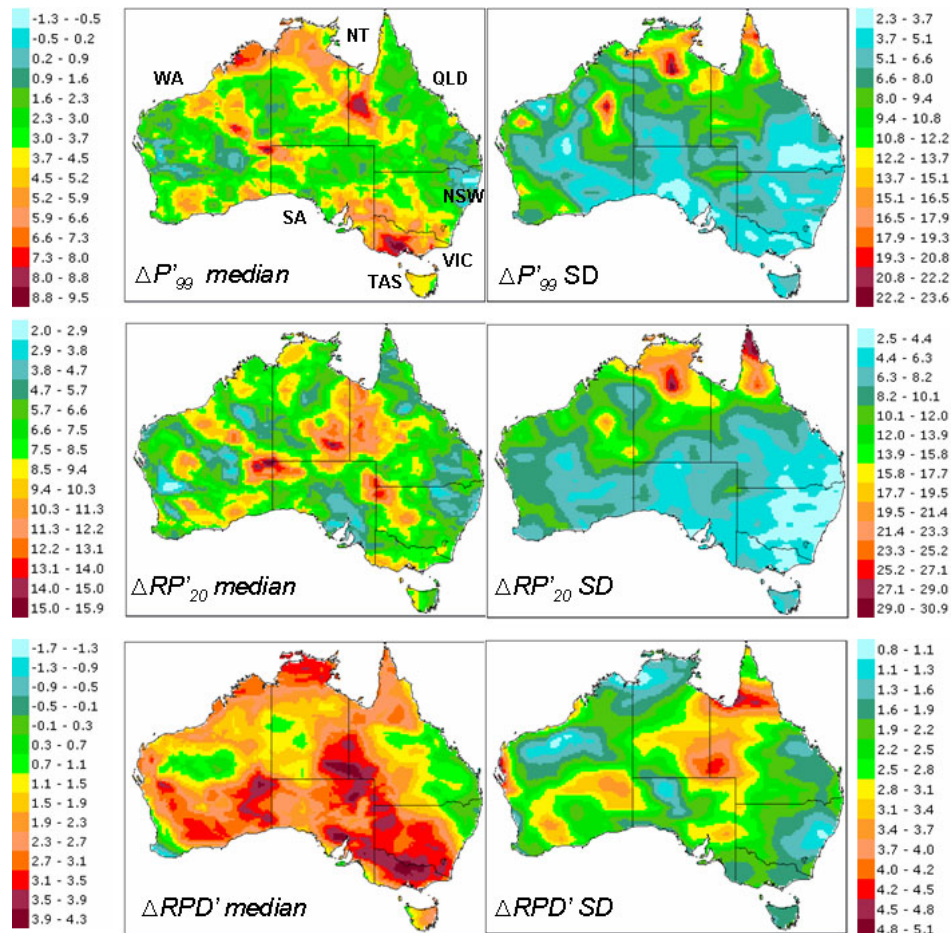 -1.3 - -0.5
-0.5 - 0.2
0.2 - 0.9
0.9 - 1.6
1.6 - 2.3
2.3 - 3.0
3.0 - 3.7
3.7 - 4.5
4.5 - 5.2
5.2 - 5.9
5.9 - 6.6
6.6 - 7.3
7.3 - 8.0
8.0 - 8.8
8.8 - 9.5
NT
WA
QLD
NSW
SA
VIC
TAS
ΔP'99 median
ΔP'99 SD
2.3 - 3.7
3.7 - 5.1
5.1 - 6.6
6.6 - 8.0
8.0 - 9.4
9.4 - 10.8
10.8 - 12.2
12.2 - 13.7
13.7 - 15.1
15.1 - 16.5
16.5 - 17.9
17.9 - 19.3
19.3 - 20.8
20.8 - 22.2
22.2 - 23.6
2.0 - 2.9
2.9 - 3.8
3.8 - 4.7
4.7 - 5.7
5.7 - 6.6
6.6 - 7.5
7.5 - 8.5
8.5 - 9.4
9.4 - 10.3
10.3 - 11.3
11.3 - 12.2
12.2 - 13.1
13.1 - 14.0
14.0 - 15.0
15.0 - 15.9
ΔRP'20 median
ΔRP'20 SD
2.5 - 4.4
4.4 - 6.3
6.3 - 8.2
8.2 - 10.1
10.1 - 12.0
12.0 - 13.9
13.9 - 15.8
15.8 - 17.7
17.7 - 19.5
19.5 - 21.4
21.4 - 23.3
23.3 - 25.2
25.2 - 27.1
27.1 - 29.0
29.0 - 30.9
-1.7 - -1.3
-1.3 - -0.9
-0.9 - -0.5
-0.5 - -0.1
-0.1 - 0.3
0.3 - 0.7
0.7 - 1.1
1.1 - 1.5
1.5 - 1.9
1.9 - 2.3
2.3 - 2.7
2.7 - 3.1
3.1 - 3.5
3.5 - 3.9
3.9 - 4.3
ΔRPD' median
ΔRPD' SD
0.8 - 1.1
1.1 - 1.3
1.3 - 1.6
1.6 - 1.9
1.9 - 2.2
2.2 - 2.5
2.5 - 2.8
2.8 - 3.1
3.1 - 3.4
3.4 - 3.7
3.7 - 4.0
4.0 - 4.2
4.2 - 4.5
4.5 - 4.8
4.8 - 5.1